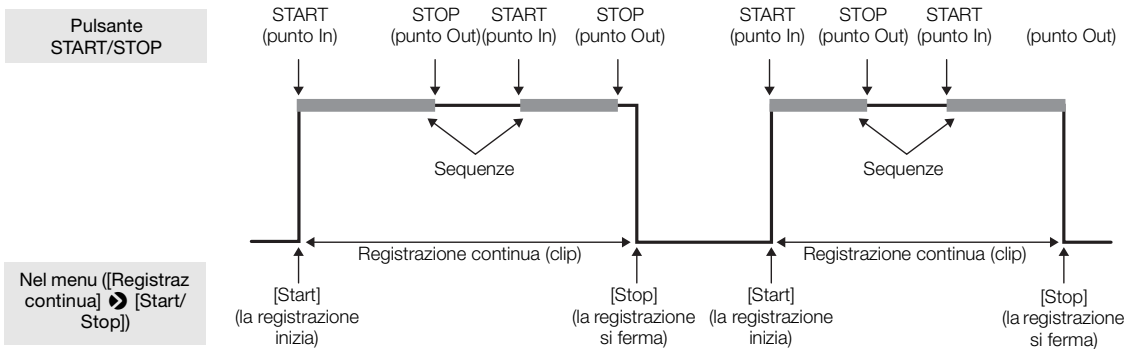 Pulsante
START/STOP
START
(punto In)
STOP
(punto Out)
START
(punto In)
STOP
(punto Out)
START
(punto In)
STOP
(punto Out)
START
(punto In)
(punto Out)
Sequenze
Sequenze
Registrazione continua (clip)
Registrazione continua (clip)
Nel menu ([Registraz
continua] > [Start/
Stop])
[Start]
(la registrazione
inizia)
[Stop]
(la registrazione
si ferma)
[Start]
(la registrazione
inizia)
[Stop]
(la registrazione
si ferma)